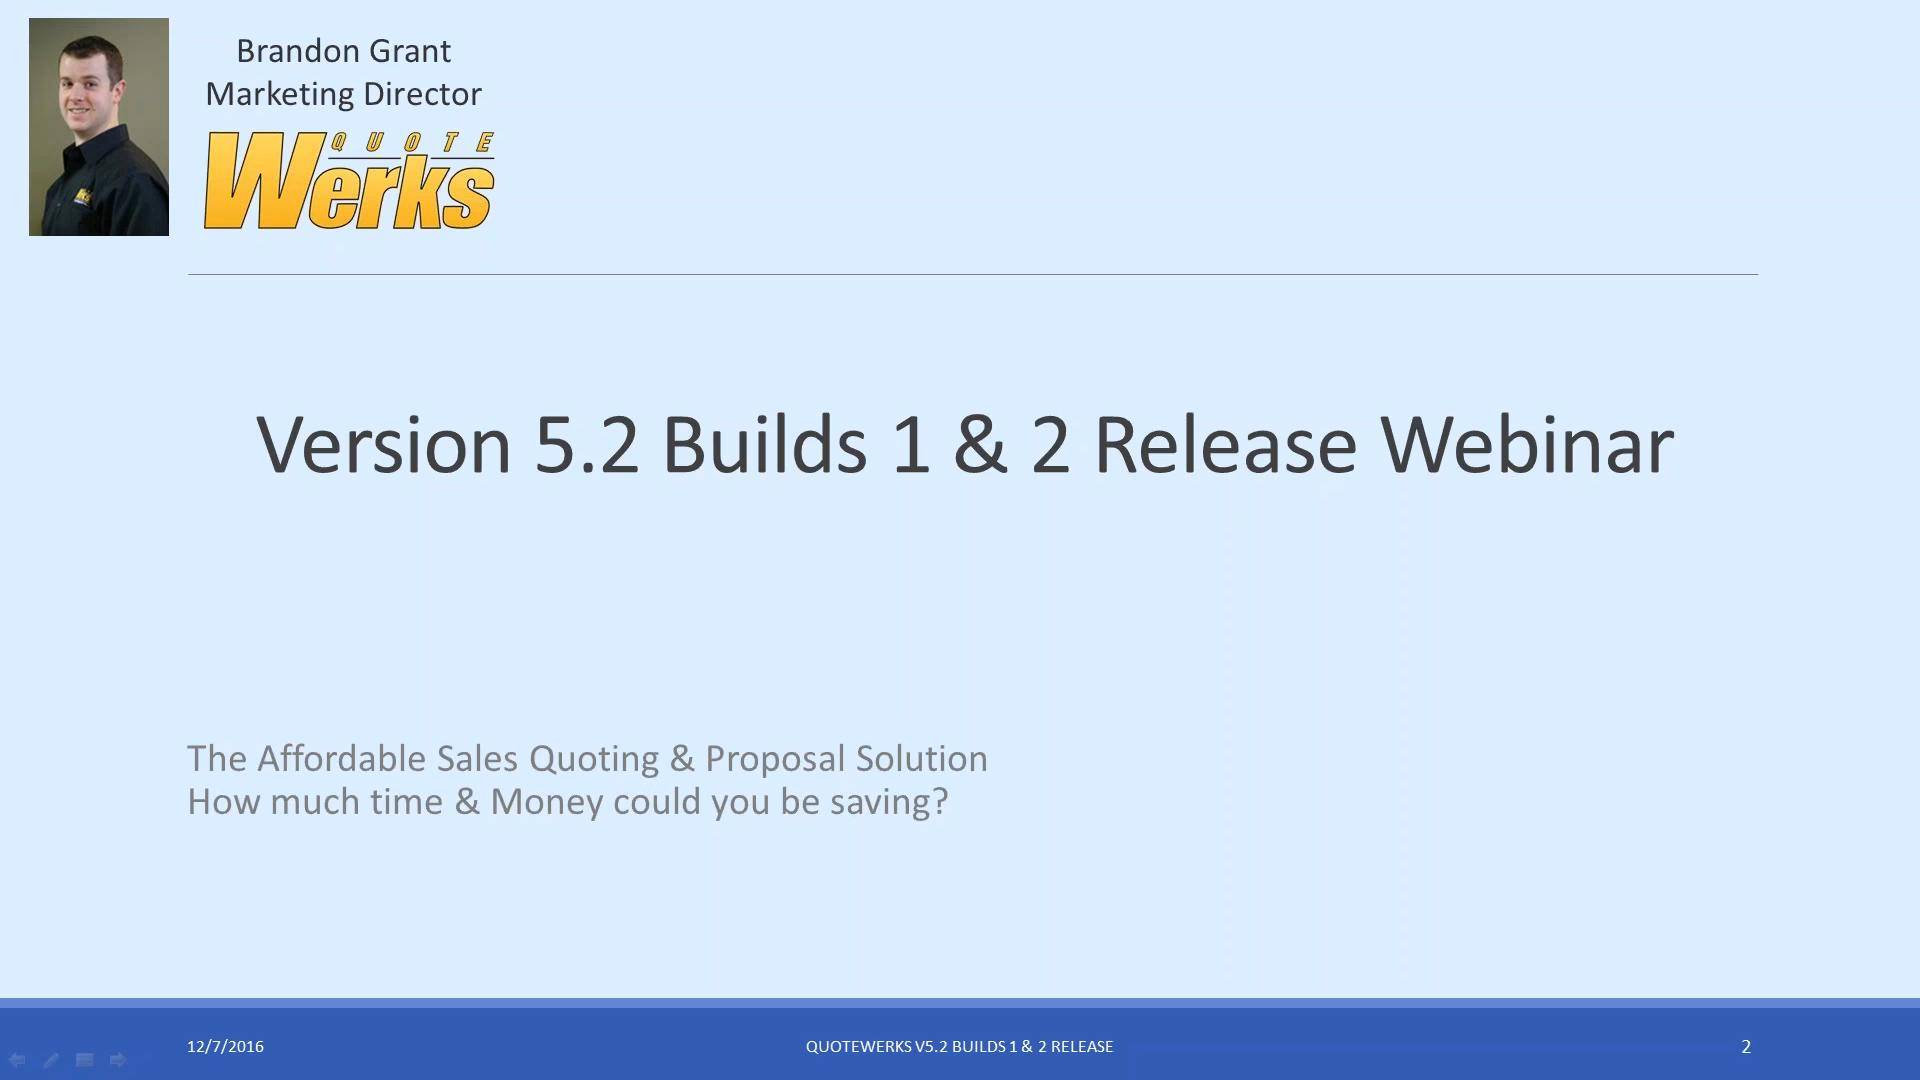 Brandon Grant
Marketing Director
QUOTE
Werks
Version 5.2 Builds 1 & 2 Release Webinar
The Affordable Sales Quoting & Proposal Solution
How much time & Money could you be saving?
12/7/2016
QUOTEWERKS V5.2 BUILDS 1 & 2 RELEASE
2